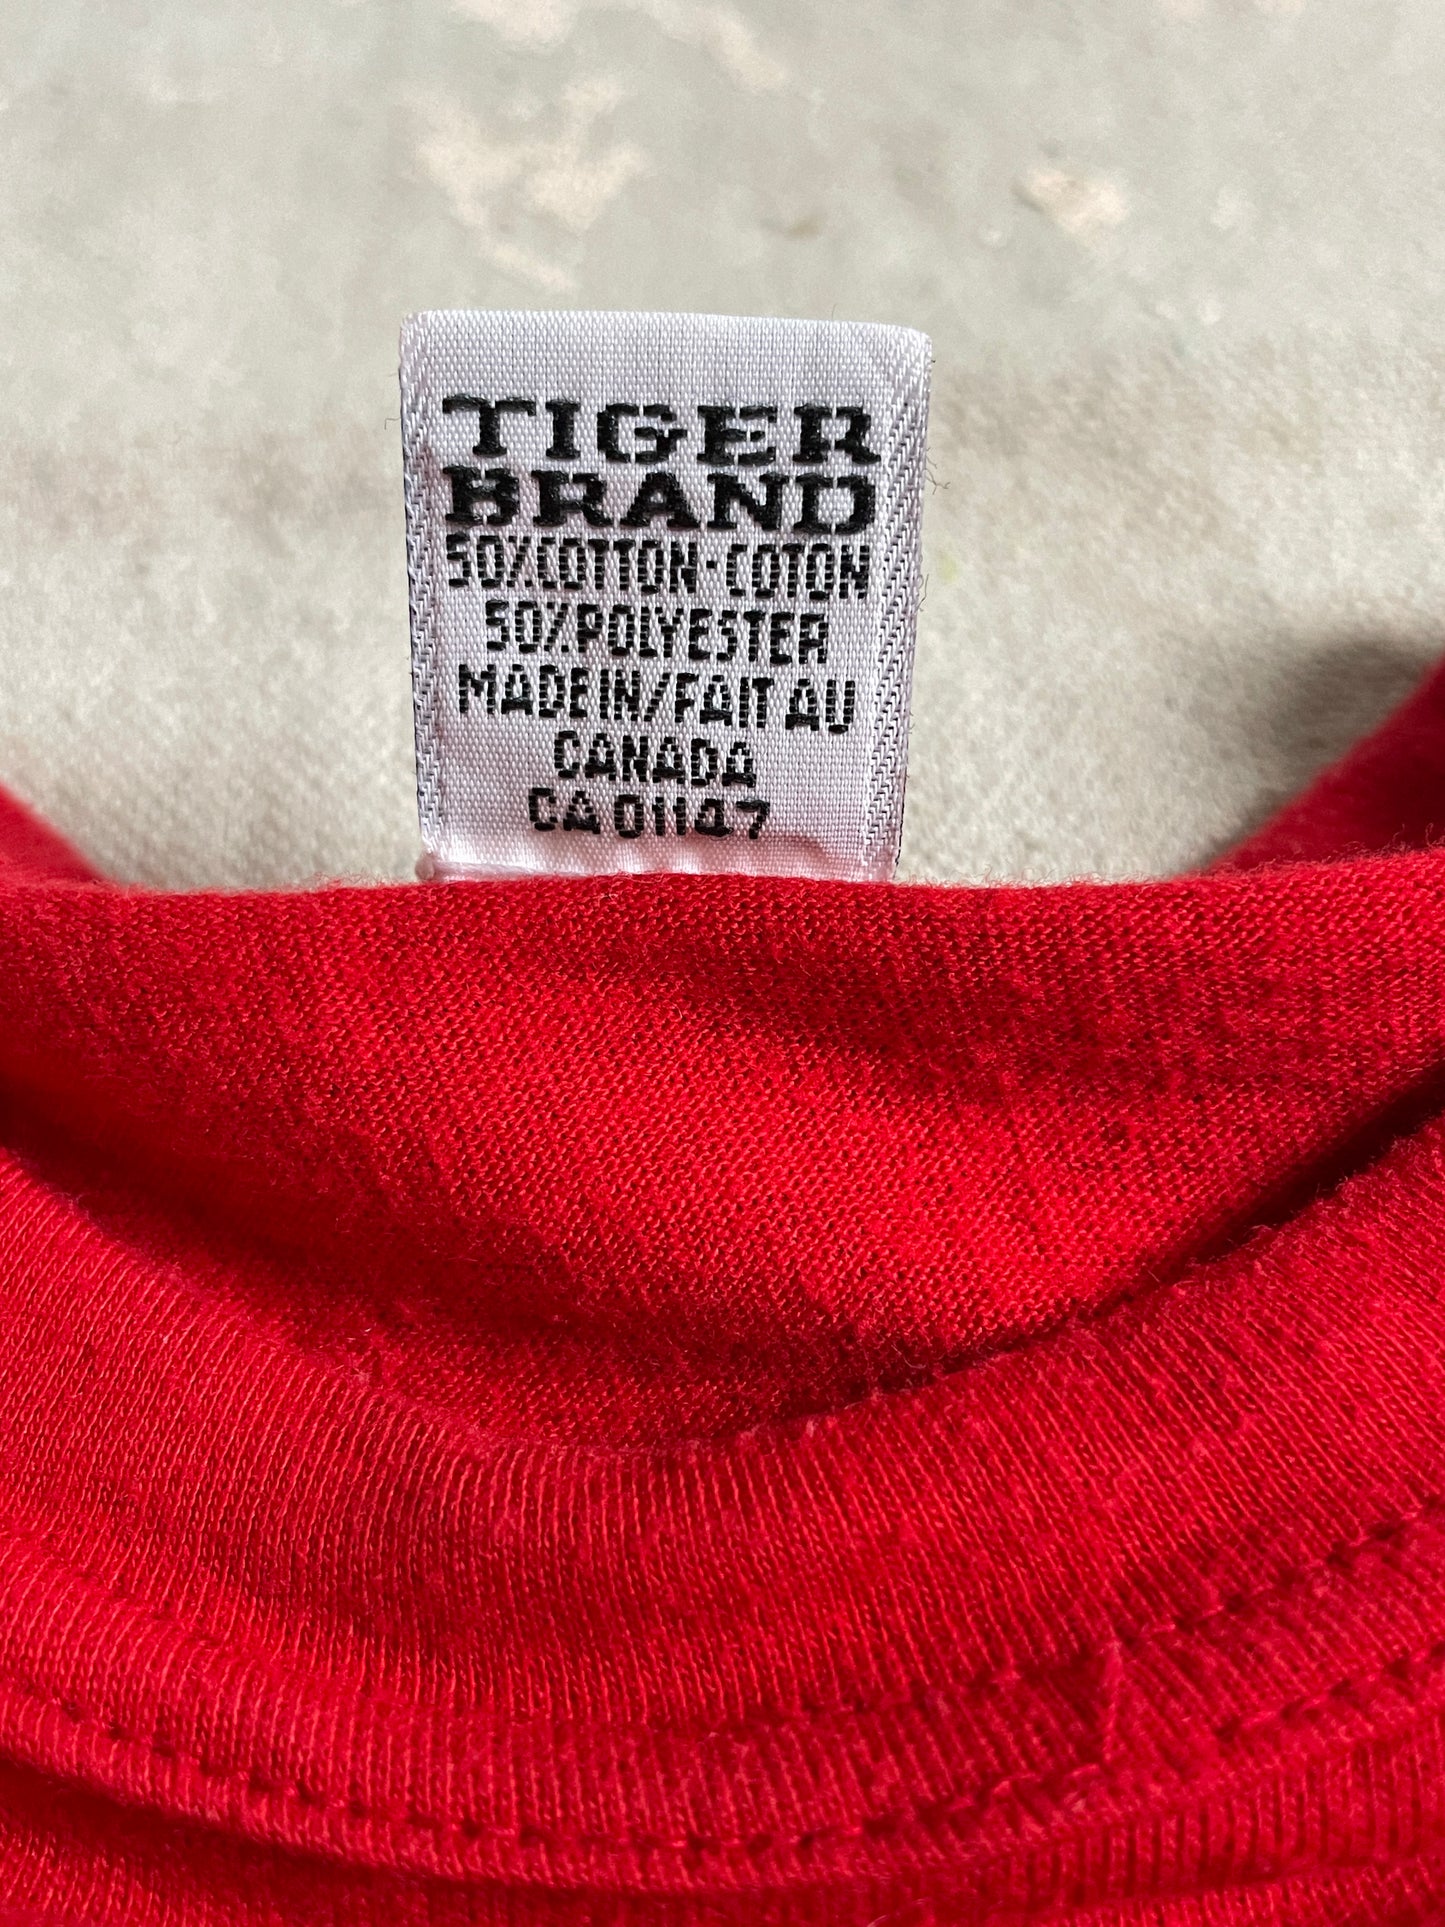 TIGER
BRAND
50% COTTON·COTON
50% POLYESTER
MADE IN/FAIT AU
CANADA
CA 01147